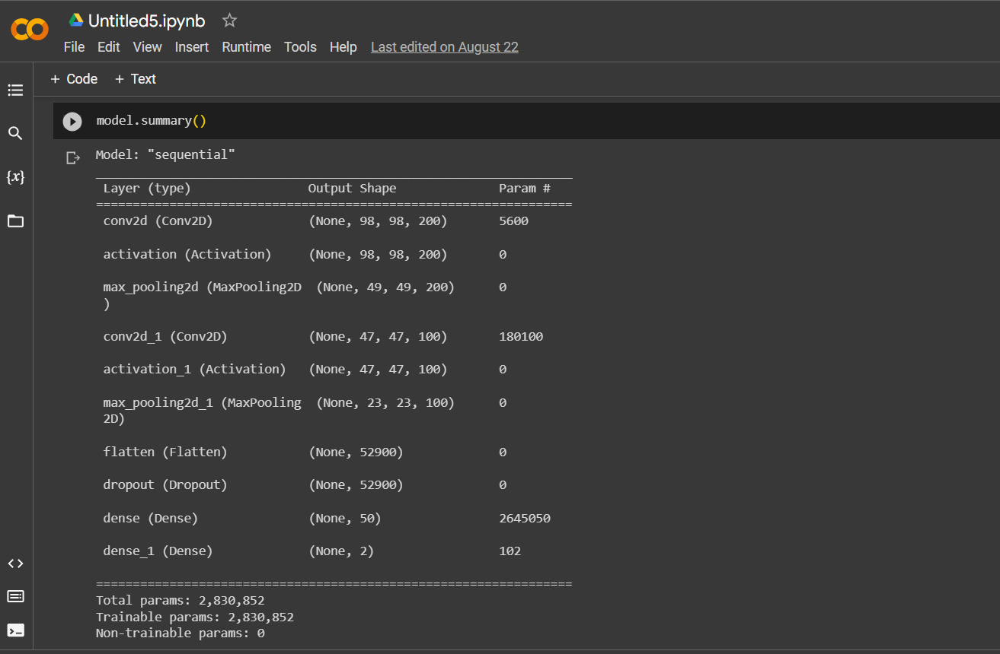 Untitled5.ipynb
File Edit View Insert Runtime Tools Help Last edited on August 22
+ Code + Text
model.summary()
Model: "sequential"
_________________________________________________________________
Layer (type) Output Shape Param #
=================================================================
conv2d (Conv2D) (None, 98, 98, 200) 5600
activation (Activation) (None, 98, 98, 200) 0
max_pooling2d (MaxPooling2D (None, 49, 49, 200) 0
)
conv2d_1 (Conv2D) (None, 47, 47, 100) 180100
activation_1 (Activation) (None, 47, 47, 100) 0
max_pooling2d_1 (MaxPooling (None, 23, 23, 100) 0
2D)
flatten (Flatten) (None, 52900) 0
dropout (Dropout) (None, 52900) 0
dense (Dense) (None, 50) 2645050
dense_1 (Dense) (None, 2) 102
=================================================================
Total params: 2,830,852
Trainable params: 2,830,852
Non-trainable params: 0